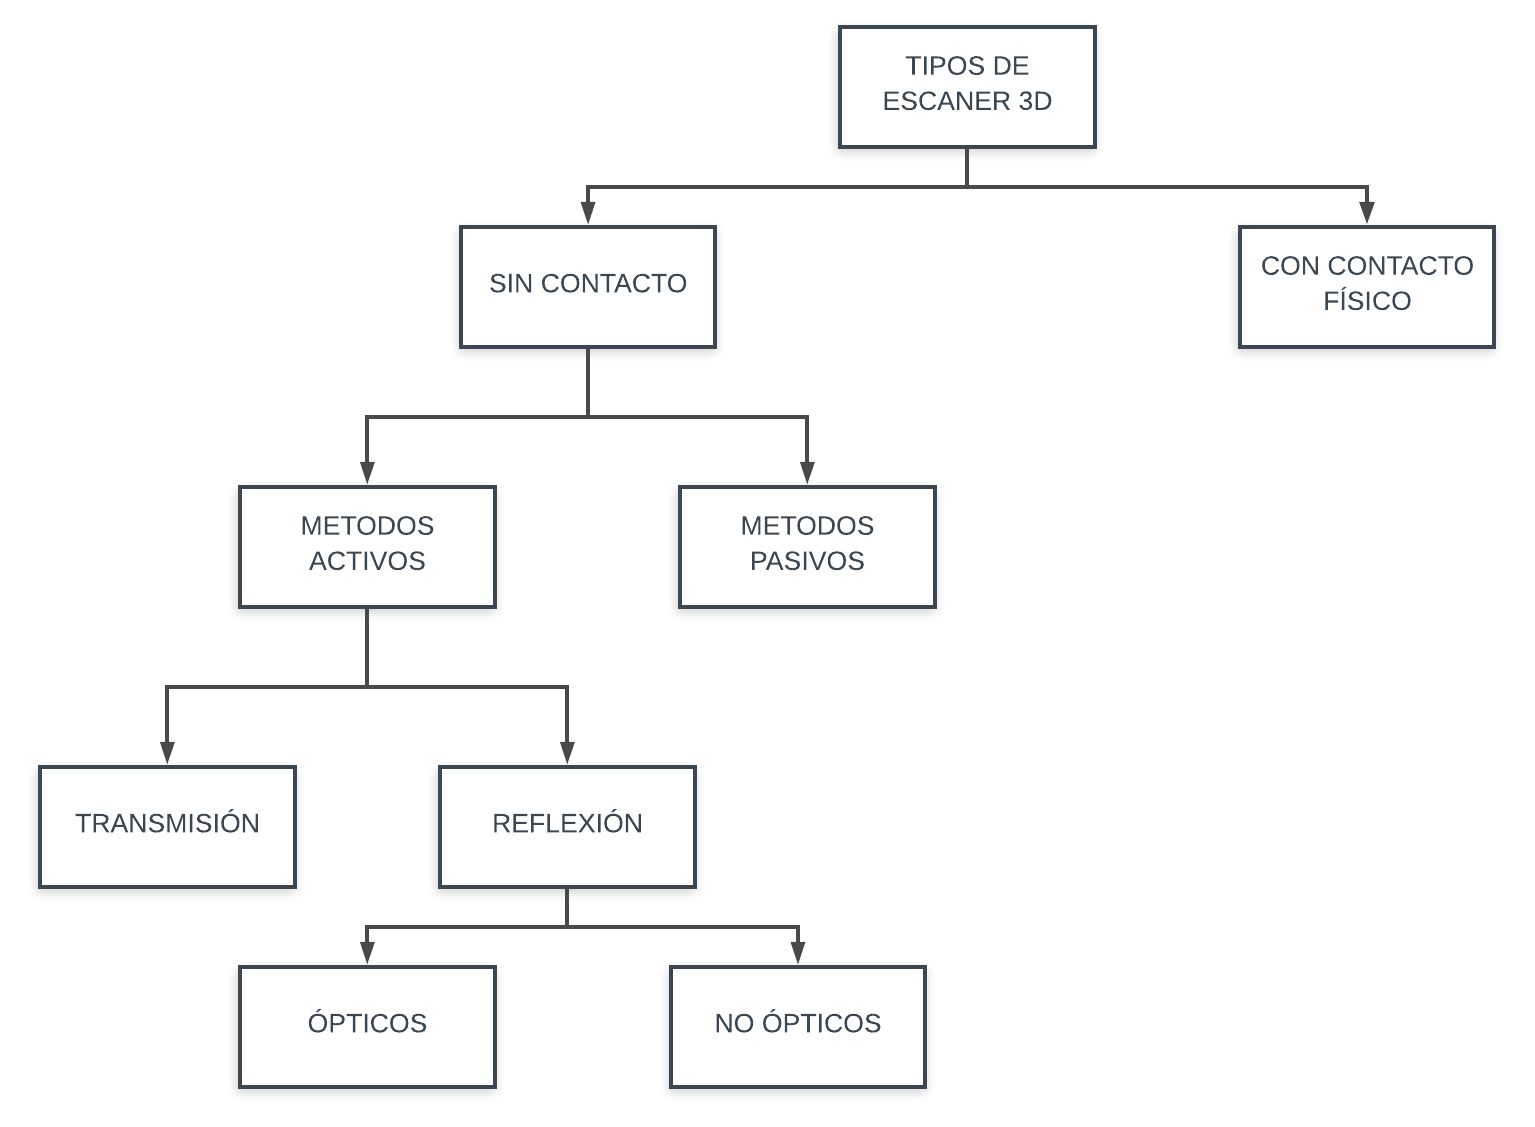 TIPOS DE
ESCANER 3D
SIN CONTACTO
CON CONTACTO
FÍSICO
METODOS
ACTIVOS
METODOS
PASIVOS
TRANSMISIÓN
REFLEXIÓN
ÓPTICOS
NO ÓPTICOS